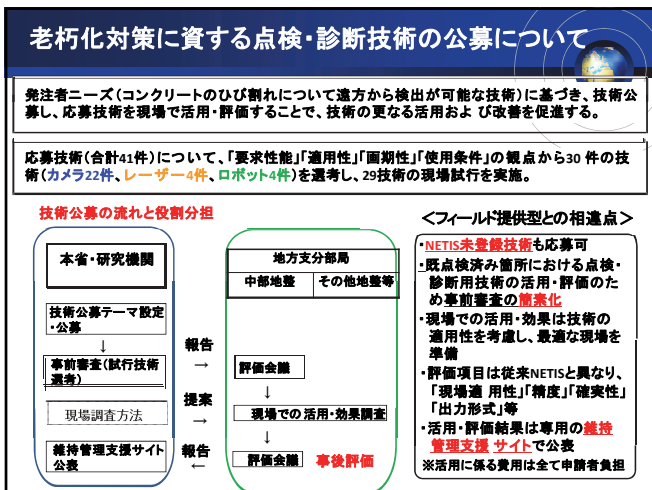 老朽化対策に資する点検・診断技術の公募について
発注者ニーズ（コンクリートのひび割れについて遠方から検出が可能な技術）に基づき、技術公
募し、応募技術を現場で活用・評価することで、技術の更なる活用およ び改善を促進する。
応募技術（合計41件）について、「要求性能」「適用性」「画期性」「使用条件」の観点から30 件の技
術（カメラ22件、レーザー4件、ロボット4件）を選考し、29技術の現場試行を実施。
技術公募の流れと役割分担
本省・研究機関
技術公募テーマ設定
・公募
↓
事前審査（試行技術
選考）
現場調査方法
維持管理支援サイト
公表
報告
→
提案
→
報告
←
地方支分部局
中部地整
その他地整等
評価会議
↓
現場での 活用・効果調査
↓
評価会議
事後評価
＜フィールド提供型との相違点＞
・NETIS未登録技術も応募可
・既点検済み箇所における点検・
診断用技術の活用・評価のた
め事前審査の簡素化
・現場での活用・効果は技術の
適用性を考慮し、最適な現場を
準備
・評価項目は従来NETISと異なり、
「現場適 用性」「精度」「確実性」
「出力形式」等
・活用・評価結果は専用の維持
管理支援 サイトで公表
※活用に係る費用は全て申請者負担